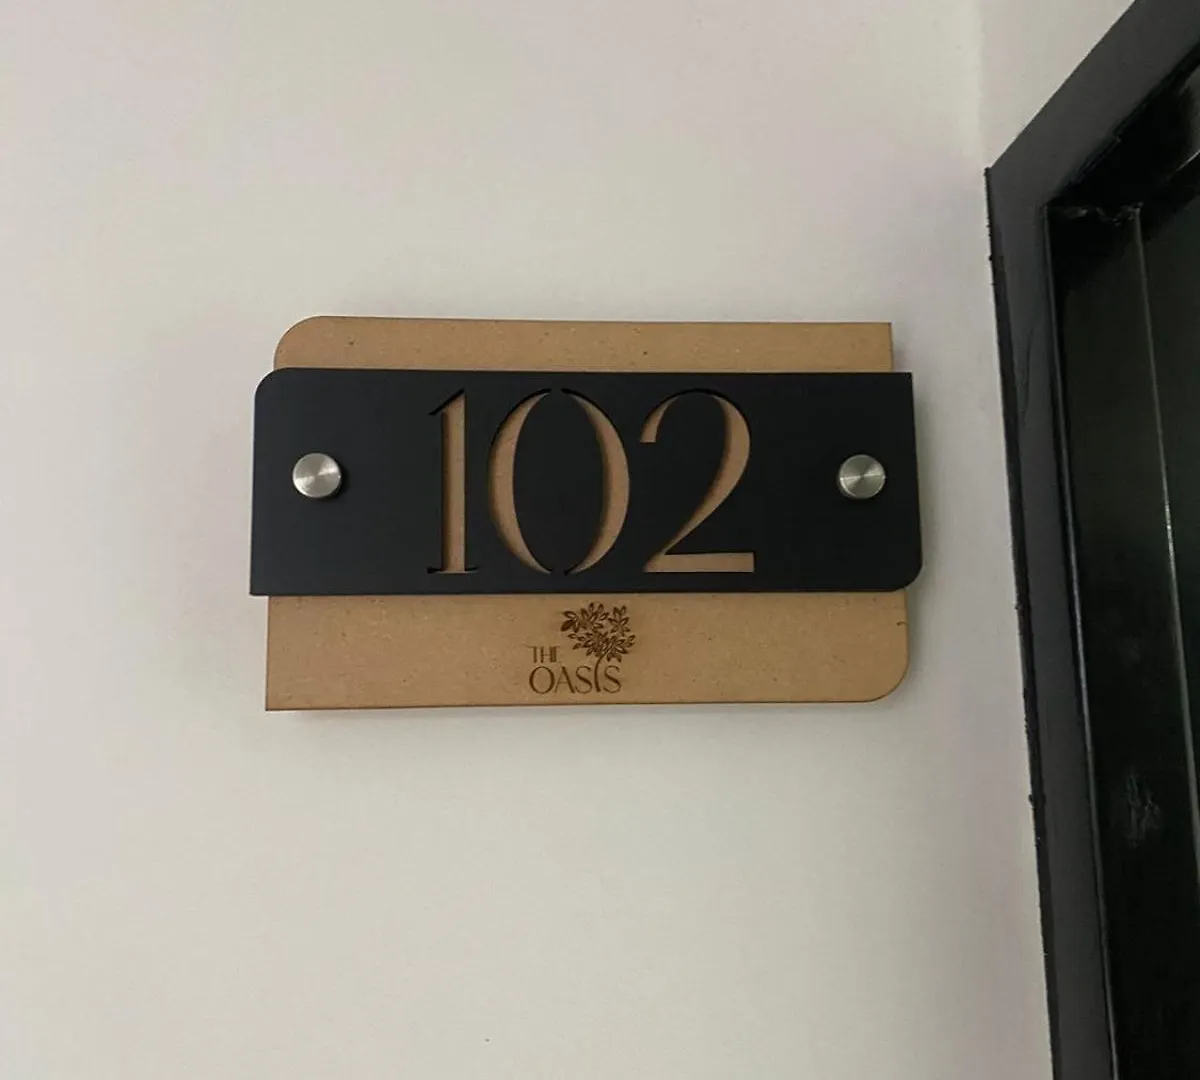 102
THE
OASIS